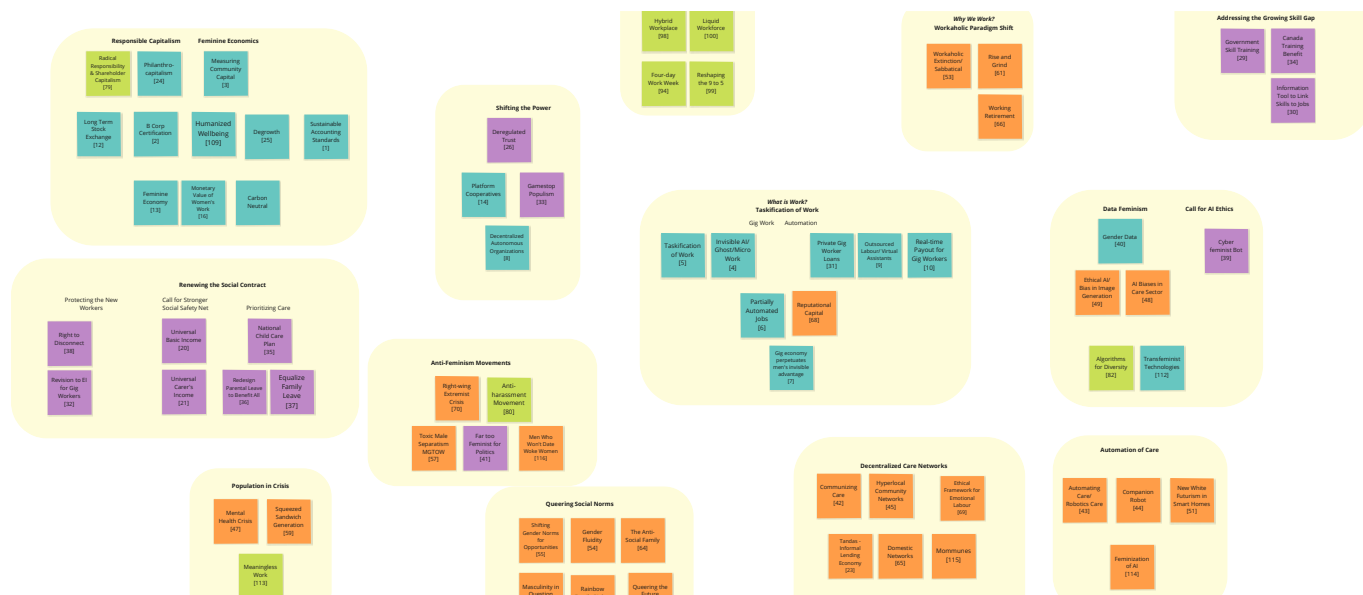 Responsible Capitalism
Feminine Economics
Radical
Responsibility
& Shareholder
Capitalism
[79]
Philanthro-
capitalism
[24]
Measuring
Community
Capital
[3]
Long Term
Stock
Exchange
[12]
B Corp
Certification
[2]
Humanized
Wellbeing
[109]
Degrowth
[25]
Sustainable
Accounting
Standards
[1]
Feminine
Economy
[13]
Monetary
Value of
Women's
Work
[16]
Carbon
Neutral
Shifting the Power
Deregulated
Trust
[26]
Platform
Cooperatives
[14]
Gamestop
Populism
[33]
Decentralized
Autonomous
Organizations
[8]
Hybrid
Workplace
[98]
Liquid
Workforce
[100]
Four-day
Work Week
[94]
Reshaping
the 9 to 5
[99]
Why We Work?
Workaholic Paradigm Shift
Workaholic
Extinction/
Sabbatical
[53]
Rise and
Grind
[61]
Working
Retirement
[66]
Addressing the Growing Skill Gap
Government
Skill Training
[29]
Canada
Training
Benefit
[34]
Information
Tool to Link
Skills to Jobs
[30]
Renewing the Social Contract
Protecting the New
Workers
Call for Stronger
Social Safety Net
Prioritizing Care
Right to
Disconnect
[38]
Universal
Basic Income
[20]
National
Child Care
Plan
[35]
Revision to EI
for Gig
Workers
[32]
Universal
Carer's
Income
[21]
Redesign
Parental Leave
to Benefit All
[36]
Equalize
Family
Leave
[37]
Anti-Feminism Movements
Right-wing
Extremist
Crisis
[70]
Anti-
harassment
Movement
[80]
Toxic Male
Separatism
MGTOW
[57]
Far too
Feminist for
Politics
[41]
Men Who
Won't Date
Woke Women
[116]
What is Work?
Taskification of Work
Gig Work
Automation
Taskification
of Work
[5]
Invisible AI/
Ghost/Micro
Work
[4]
Private Gig
Worker
Loans
[31]
Outsourced
Labour/ Virtual
Assistants
[9]
Real-time
Payout for
Gig Workers
[10]
Partially
Automated
Jobs
[6]
Reputational
Capital
[68]
Gig economy
perpetuates
men's invisible
advantage
[7]
Data Feminism
Call for AI Ethics
Gender Data
[40]
Cyber
feminist Bot
[39]
Ethical AI/
Bias in Image
Generation
[49]
AI Biases in
Care Sector
[48]
Algorithms
for Diversity
[82]
Transfeminist
Technologies
[112]
Population in Crisis
Mental
Health Crisis
[47]
Squeezed
Sandwich
Generation
[59]
Meaningless
Work
[113]
Queering Social Norms
Shifting
Gender Norms
for
Opportunities
[55]
Gender
Fluidity
[54]
The Anti-
Social Family
[64]
Masculinity in
Question
Rainbow
Queering the
Future
Decentralized Care Networks
Communizing
Care
[42]
Hyperlocal
Community
Networks
[45]
Ethical
Framework for
Emotional
Labour
[69]
Tandas -
Informal
Lending
Economy
[23]
Domestic
Networks
[65]
Mommunes
[115]
Automation of Care
Automating
Care/
Robotics Care
[43]
Companion
Robot
[44]
New White
Futurism in
Smart Homes
[51]
Feminization
of AI
[114]